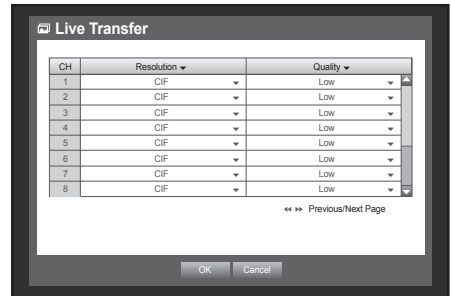 Live Transfer
CH Resolution Quality
1 CIF Low
2 CIF Low
3 CIF Low
4 CIF Low
5 CIF Low
6 CIF Low
7 CIF Low
8 CIF Low
Previous/Next Page
OK Cancel